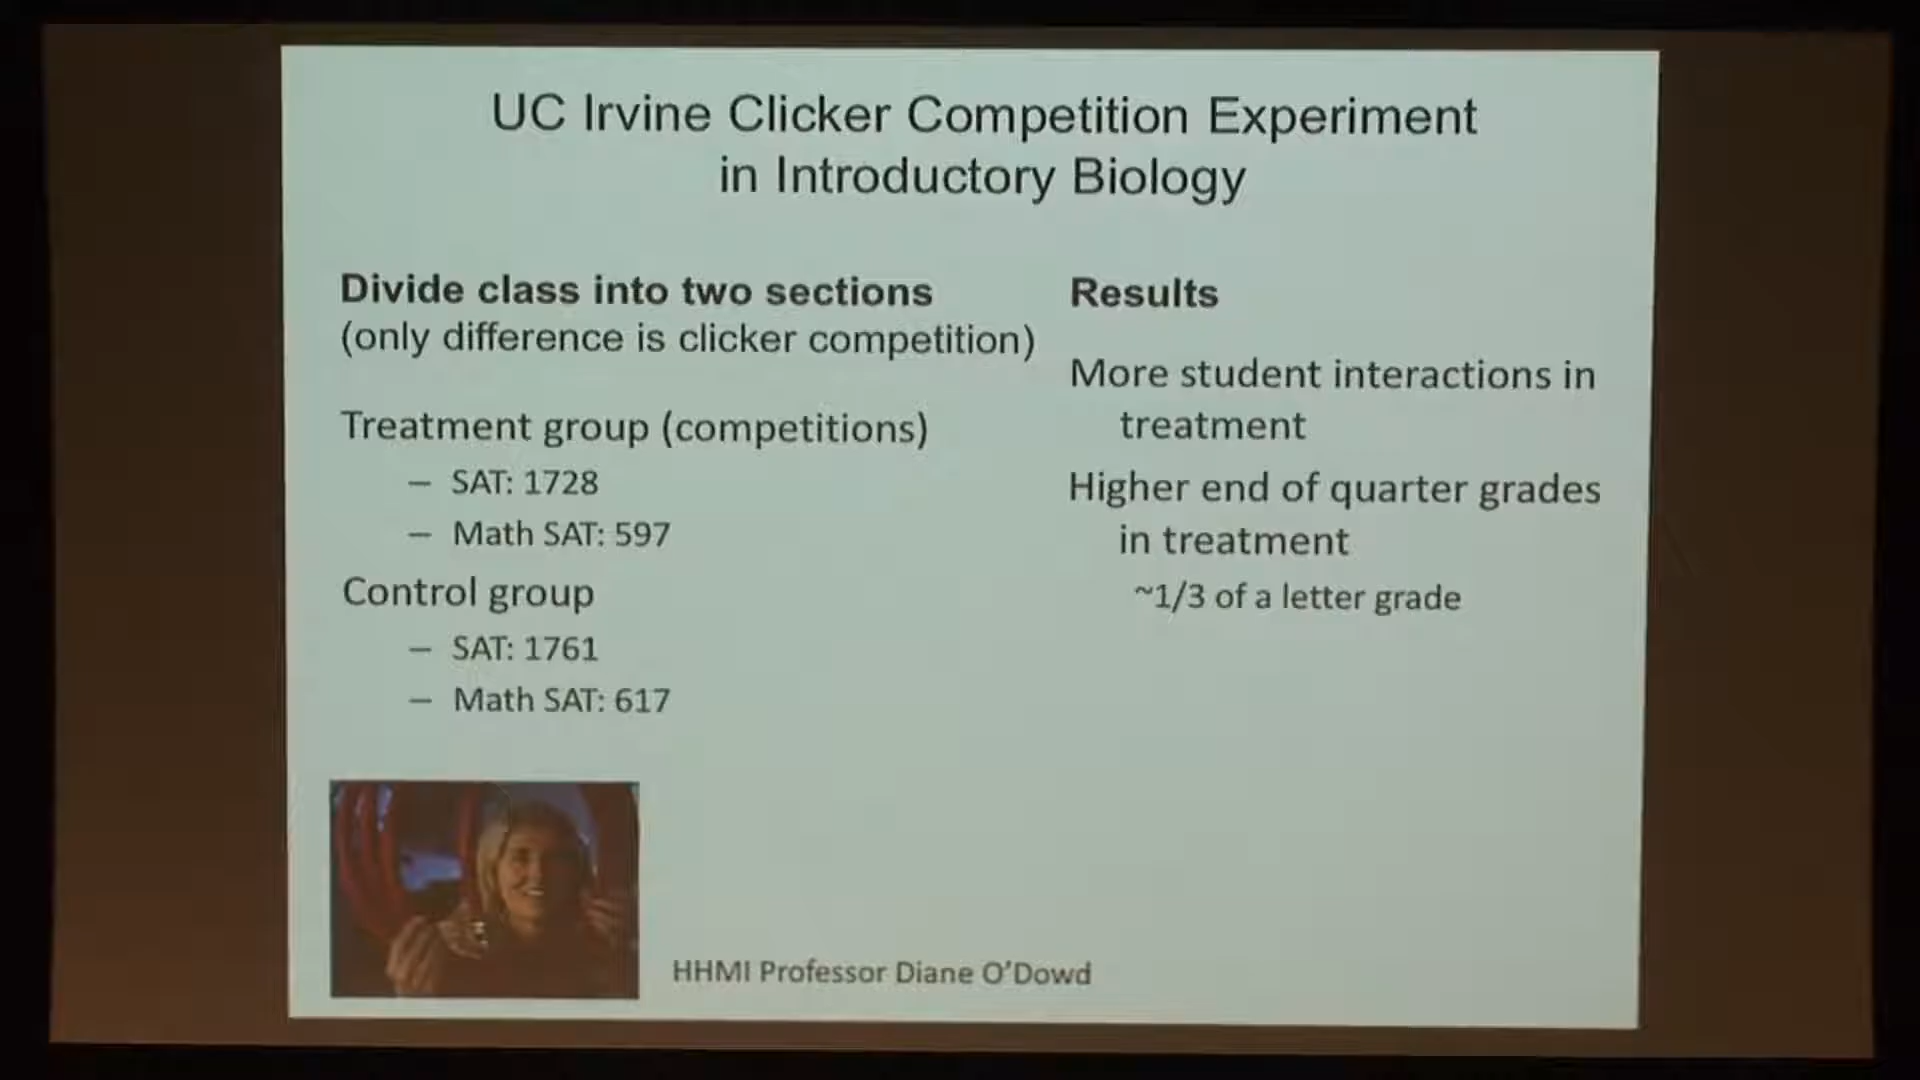 UC Irvine Clicker Competition Experiment
in Introductory Biology
Divide class into two sections
(only difference is clicker competition)
Treatment group (competitions)
– SAT: 1728
– Math SAT: 597
Control group
– SAT: 1761
– Math SAT: 617
Results
More student interactions in
treatment
Higher end of quarter grades
in treatment
~1/3 of a letter grade
HHMI Professor Diane O'Dowd